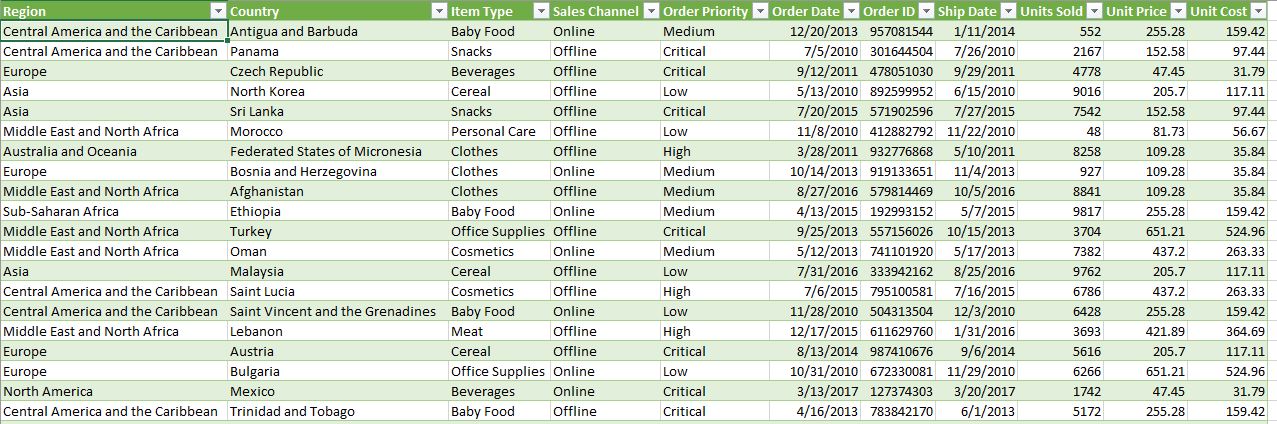 Region Country Item Type Sales Channel Order Priority Order Date Order ID Ship Date Units Sold Unit Price Unit Cost
Central America and the Caribbean Antigua and Barbuda Baby Food Online Medium 12/20/2013 957081544 1/11/2014 552 255.28 159.42
Central America and the Caribbean Panama Snacks Offline Critical 7/5/2010 301644504 7/26/2010 2167 152.58 97.44
Europe Czech Republic Beverages Offline Critical 9/12/2011 478051030 9/29/2011 4778 47.45 31.79
Asia North Korea Cereal Offline Low 5/13/2010 892599952 6/15/2010 9016 205.7 117.11
Asia Sri Lanka Snacks Offline Critical 7/20/2015 571902596 7/27/2015 7542 152.58 97.44
Middle East and North Africa Morocco Personal Care Offline Low 11/8/2010 412882792 11/22/2010 48 81.73 56.67
Australia and Oceania Federated States of Micronesia Clothes Offline High 3/28/2011 932776868 5/10/2011 8258 109.28 35.84
Europe Bosnia and Herzegovina Clothes Online Medium 10/14/2013 919133651 11/4/2013 927 109.28 35.84
Middle East and North Africa Afghanistan Clothes Offline Medium 8/27/2016 579814469 10/5/2016 8841 109.28 35.84
Sub-Saharan Africa Ethiopia Baby Food Online Medium 4/13/2015 192993152 5/7/2015 9817 255.28 159.42
Middle East and North Africa Turkey Office Supplies Offline Critical 9/25/2013 557156026 10/15/2013 3704 651.21 524.96
Middle East and North Africa Oman Cosmetics Online Medium 5/12/2013 741101920 5/17/2013 7382 437.2 263.33
Asia Malaysia Cereal Offline Low 7/31/2016 333942162 8/25/2016 9762 205.7 117.11
Central America and the Caribbean Saint Lucia Cosmetics Offline High 7/6/2015 795100581 7/16/2015 6786 437.2 263.33
Central America and the Caribbean Saint Vincent and the Grenadines Baby Food Online Low 11/28/2010 504313504 12/3/2010 6428 255.28 159.42
Middle East and North Africa Lebanon Meat Offline High 12/17/2015 611629760 1/31/2016 3693 421.89 364.69
Europe Austria Cereal Offline Critical 8/13/2014 987410676 9/6/2014 5616 205.7 117.11
Europe Bulgaria Office Supplies Online Low 10/31/2010 672330081 11/29/2010 6266 651.21 524.96
North America Mexico Beverages Online Critical 3/13/2017 127374303 3/20/2017 1742 47.45 31.79
Central America and the Caribbean Trinidad and Tobago Baby Food Offline Critical 4/16/2013 783842170 6/1/2013 5172 255.28 159.42